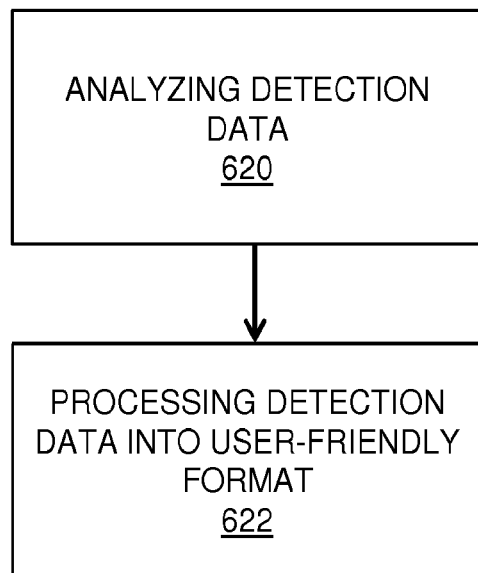 ANALYZING DETECTION
DATA
620
PROCESSING DETECTION
DATA INTO USER-FRIENDLY
FORMAT
622